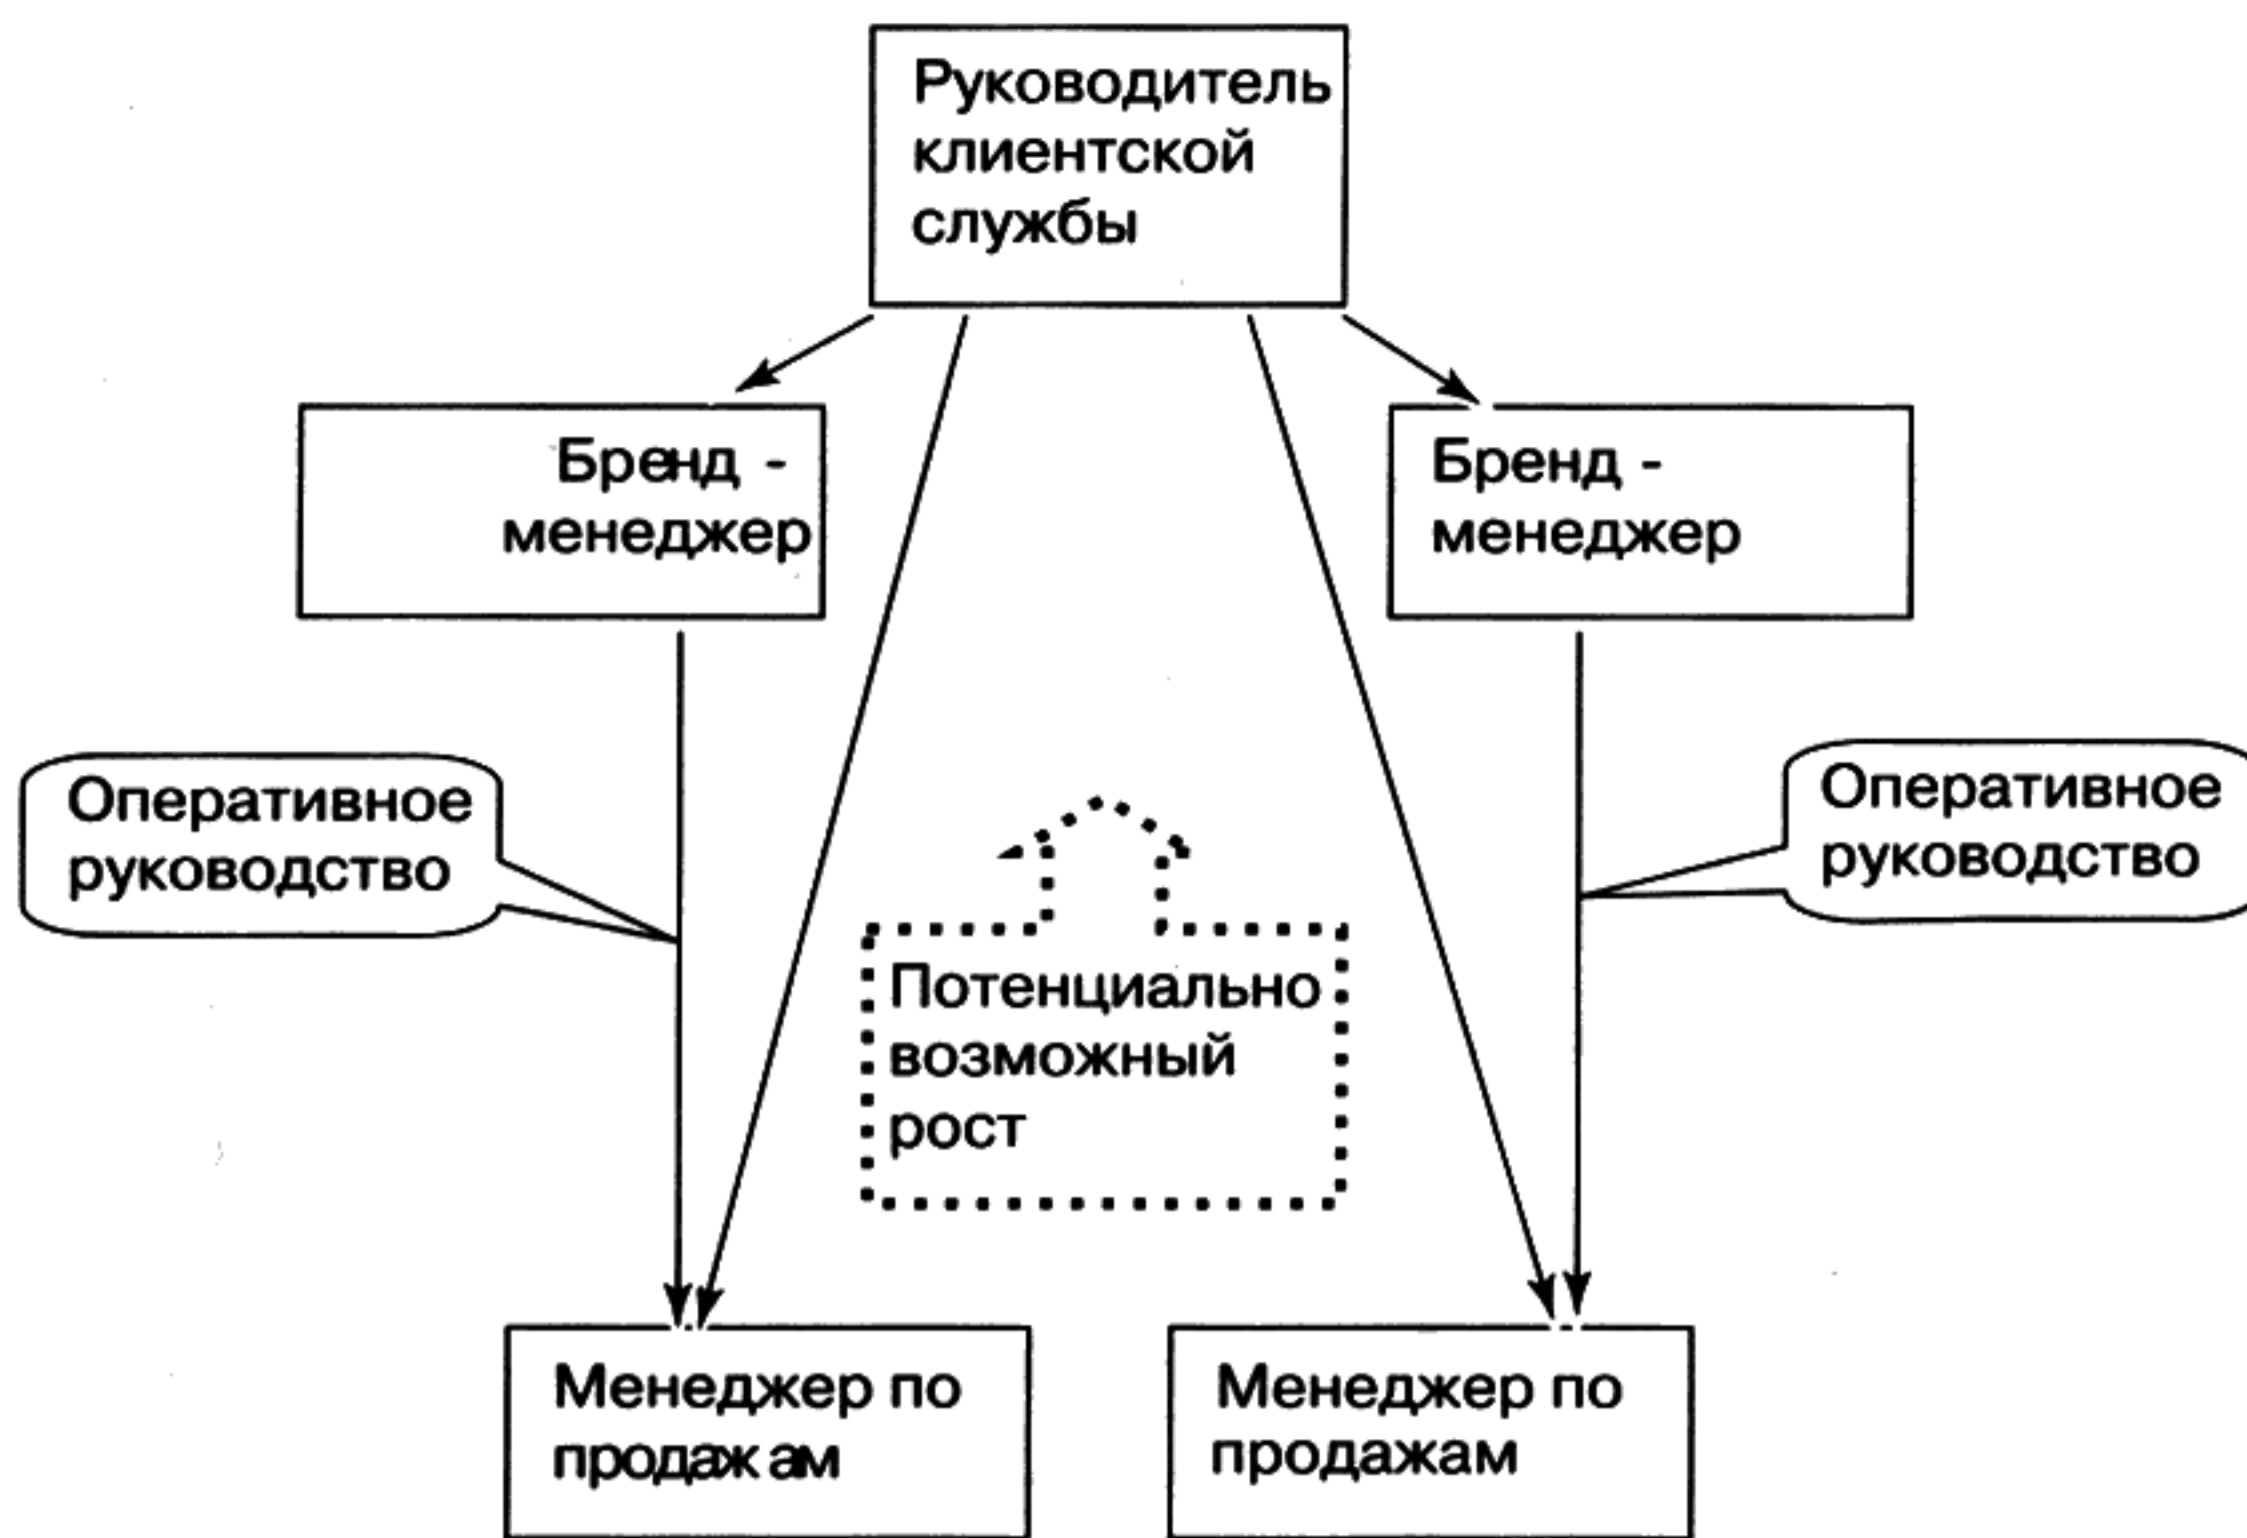 Руководитель
клиентской
службы
Бренд -
менеджер
Бренд -
менеджер
Оперативное
руководство
Оперативное
руководство
Потенциально
возможный
рост
Менеджер по
продажам
Менеджер по
продажам